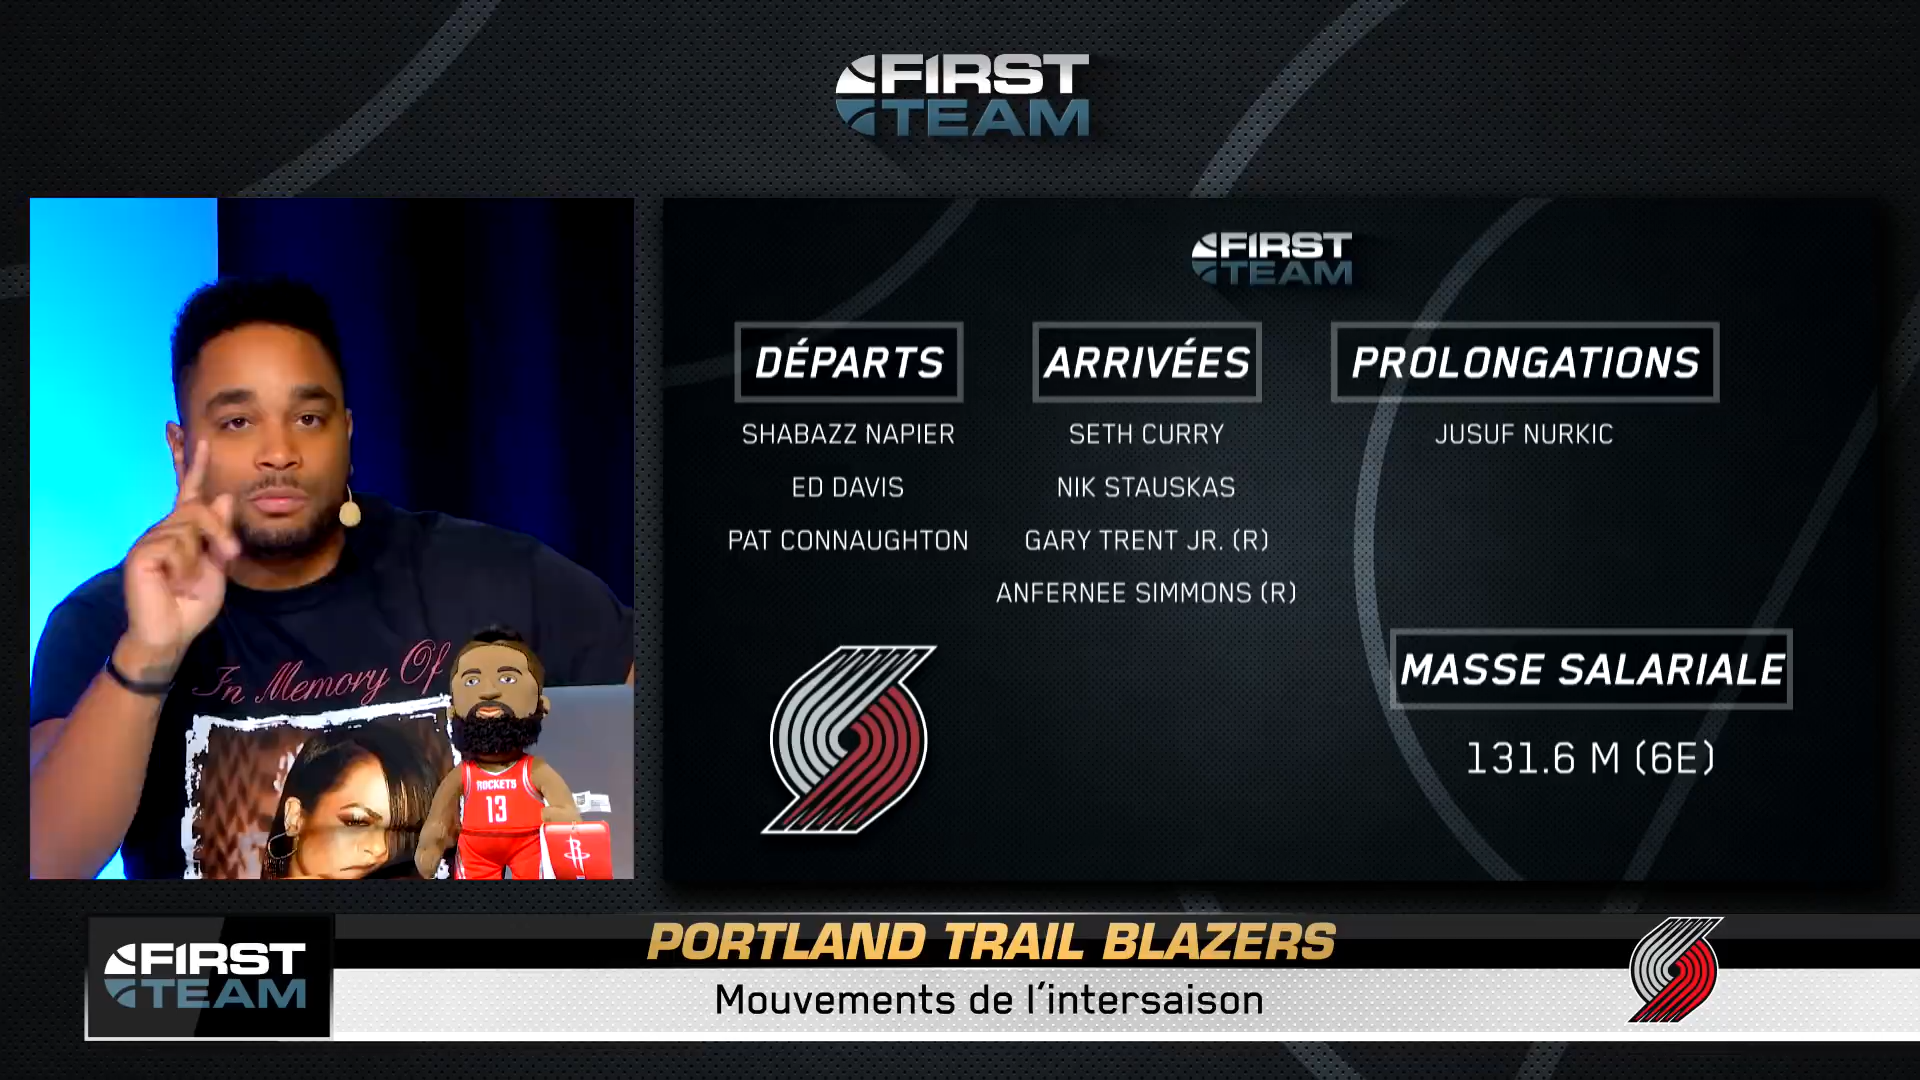 FIRST
TEAM
FIRST
TEAM
DÉPARTS
SHABAZZ NAPIER
ED DAVIS
PAT CONNAUGHTON
ARRIVÉES
SETH CURRY
NIK STAUSKAS
GARY TRENT JR. (R)
ANFERNEE SIMMONS (R)
PROLONGATIONS
JUSUF NURKIC
MASSE SALARIALE
131.6 M (6E)
In Memory Of
ROCKETS
13
R
FIRST
TEAM
PORTLAND TRAIL BLAZERS
Mouvements de l'intersaison